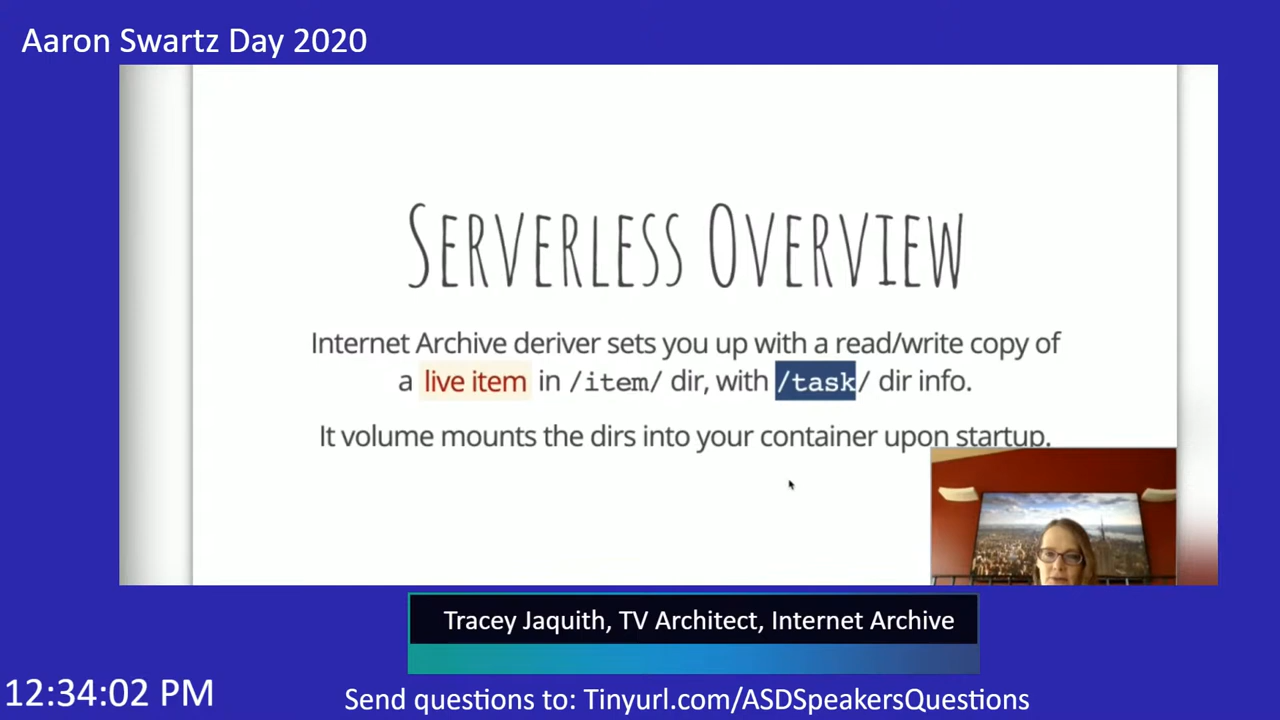 Aaron Swartz Day 2020
SERVERLESS OVERVIEW
Internet Archive deriver sets you up with a read/write copy of
a live item in /item/ dir, with /task/ dir info.
It volume mounts the dirs into your container upon startup.
Tracey Jaquith, TV Architect, Internet Archive
12:34:02 PM
Send questions to: Tinyurl.com/ASDSpeakersQuestions